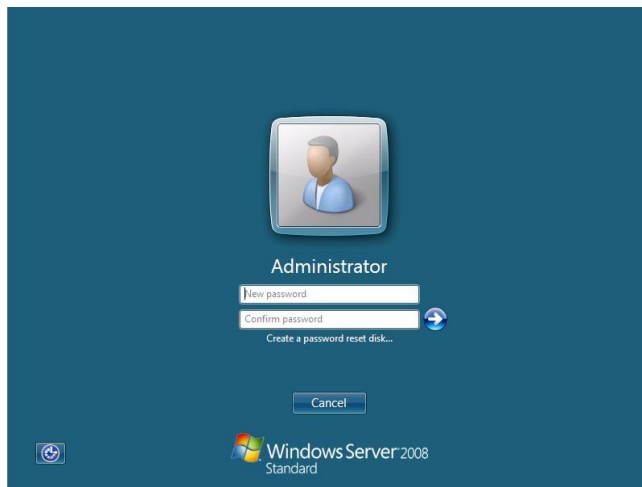 Administrator
New password
Confirm password
Create a password reset disk...
Cancel
Windows Server 2008
Standard